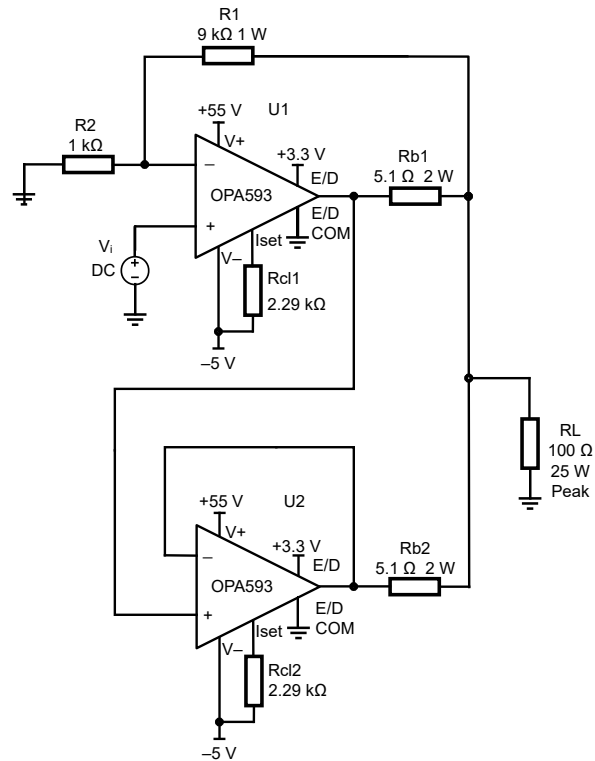 R1
9 kΩ 1 W
+55 V
U1
R2
1 kΩ
V+
+3.3 V
Rb1
5.1 Ω 2 W
–
E/D
OPA593
E/D
COM
+
Iset
Vi
DC
+
–
V–
Rcl1
2.29 kΩ
–5 V
RL
100 Ω
25 W
Peak
+55 V
U2
V+
+3.3 V
Rb2
5.1 Ω 2 W
–
E/D
OPA593
E/D
COM
+
Iset
V–
Rcl2
2.29 kΩ
–5 V